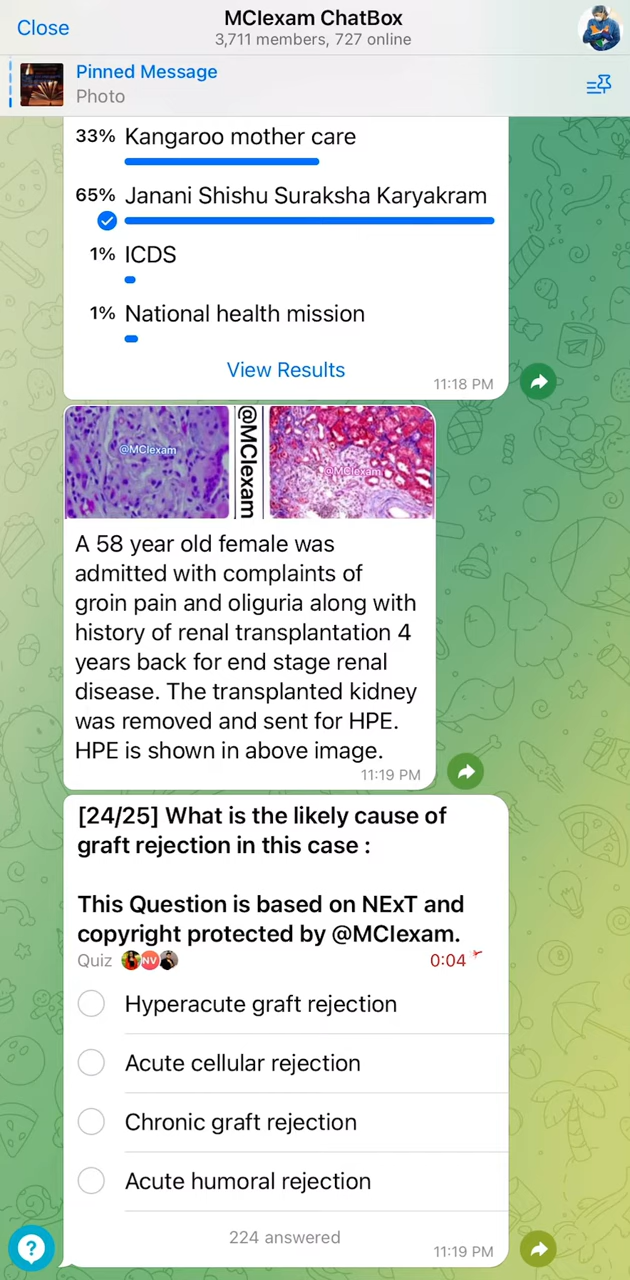 Close
MCIexam ChatBox
3,711 members, 727 online
Pinned Message
Photo
33% Kangaroo mother care
65% Janani Shishu Suraksha Karyakram
1% ICDS
1% National health mission
View Results
11:18 PM
@MCIexam
@MCIexam
@MCIexam
A 58 year old female was
admitted with complaints of
groin pain and oliguria along with
history of renal transplantation 4
years back for end stage renal
disease. The transplanted kidney
was removed and sent for HPE.
HPE is shown in above image.
11:19 PM
[24/25] What is the likely cause of
graft rejection in this case :
This Question is based on NExT and
copyright protected by @MCIexam.
Quiz NV 0:04
Hyperacute graft rejection
Acute cellular rejection
Chronic graft rejection
Acute humoral rejection
224 answered
11:19 PM
?